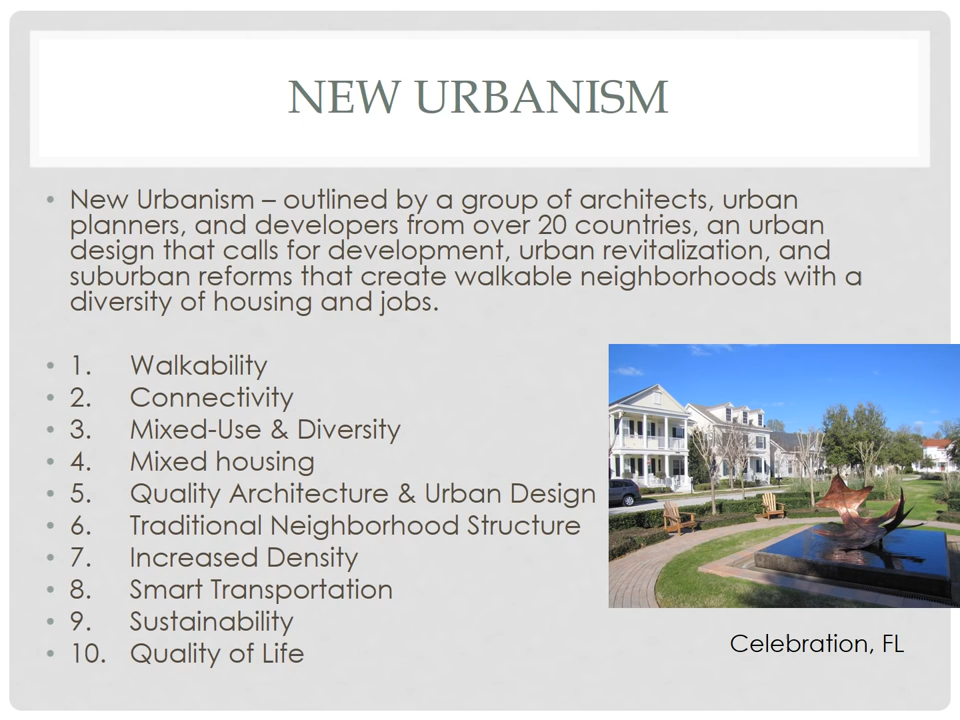 NEW URBANISM
• New Urbanism – outlined by a group of architects, urban
planners, and developers from over 20 countries, an urban
design that calls for development, urban revitalization, and
suburban reforms that create walkable neighborhoods with a
diversity of housing and jobs.
• 1. Walkability
• 2. Connectivity
• 3. Mixed-Use & Diversity
• 4. Mixed housing
• 5. Quality Architecture & Urban Design
• 6. Traditional Neighborhood Structure
• 7. Increased Density
• 8. Smart Transportation
• 9. Sustainability
• 10. Quality of Life
Celebration, FL